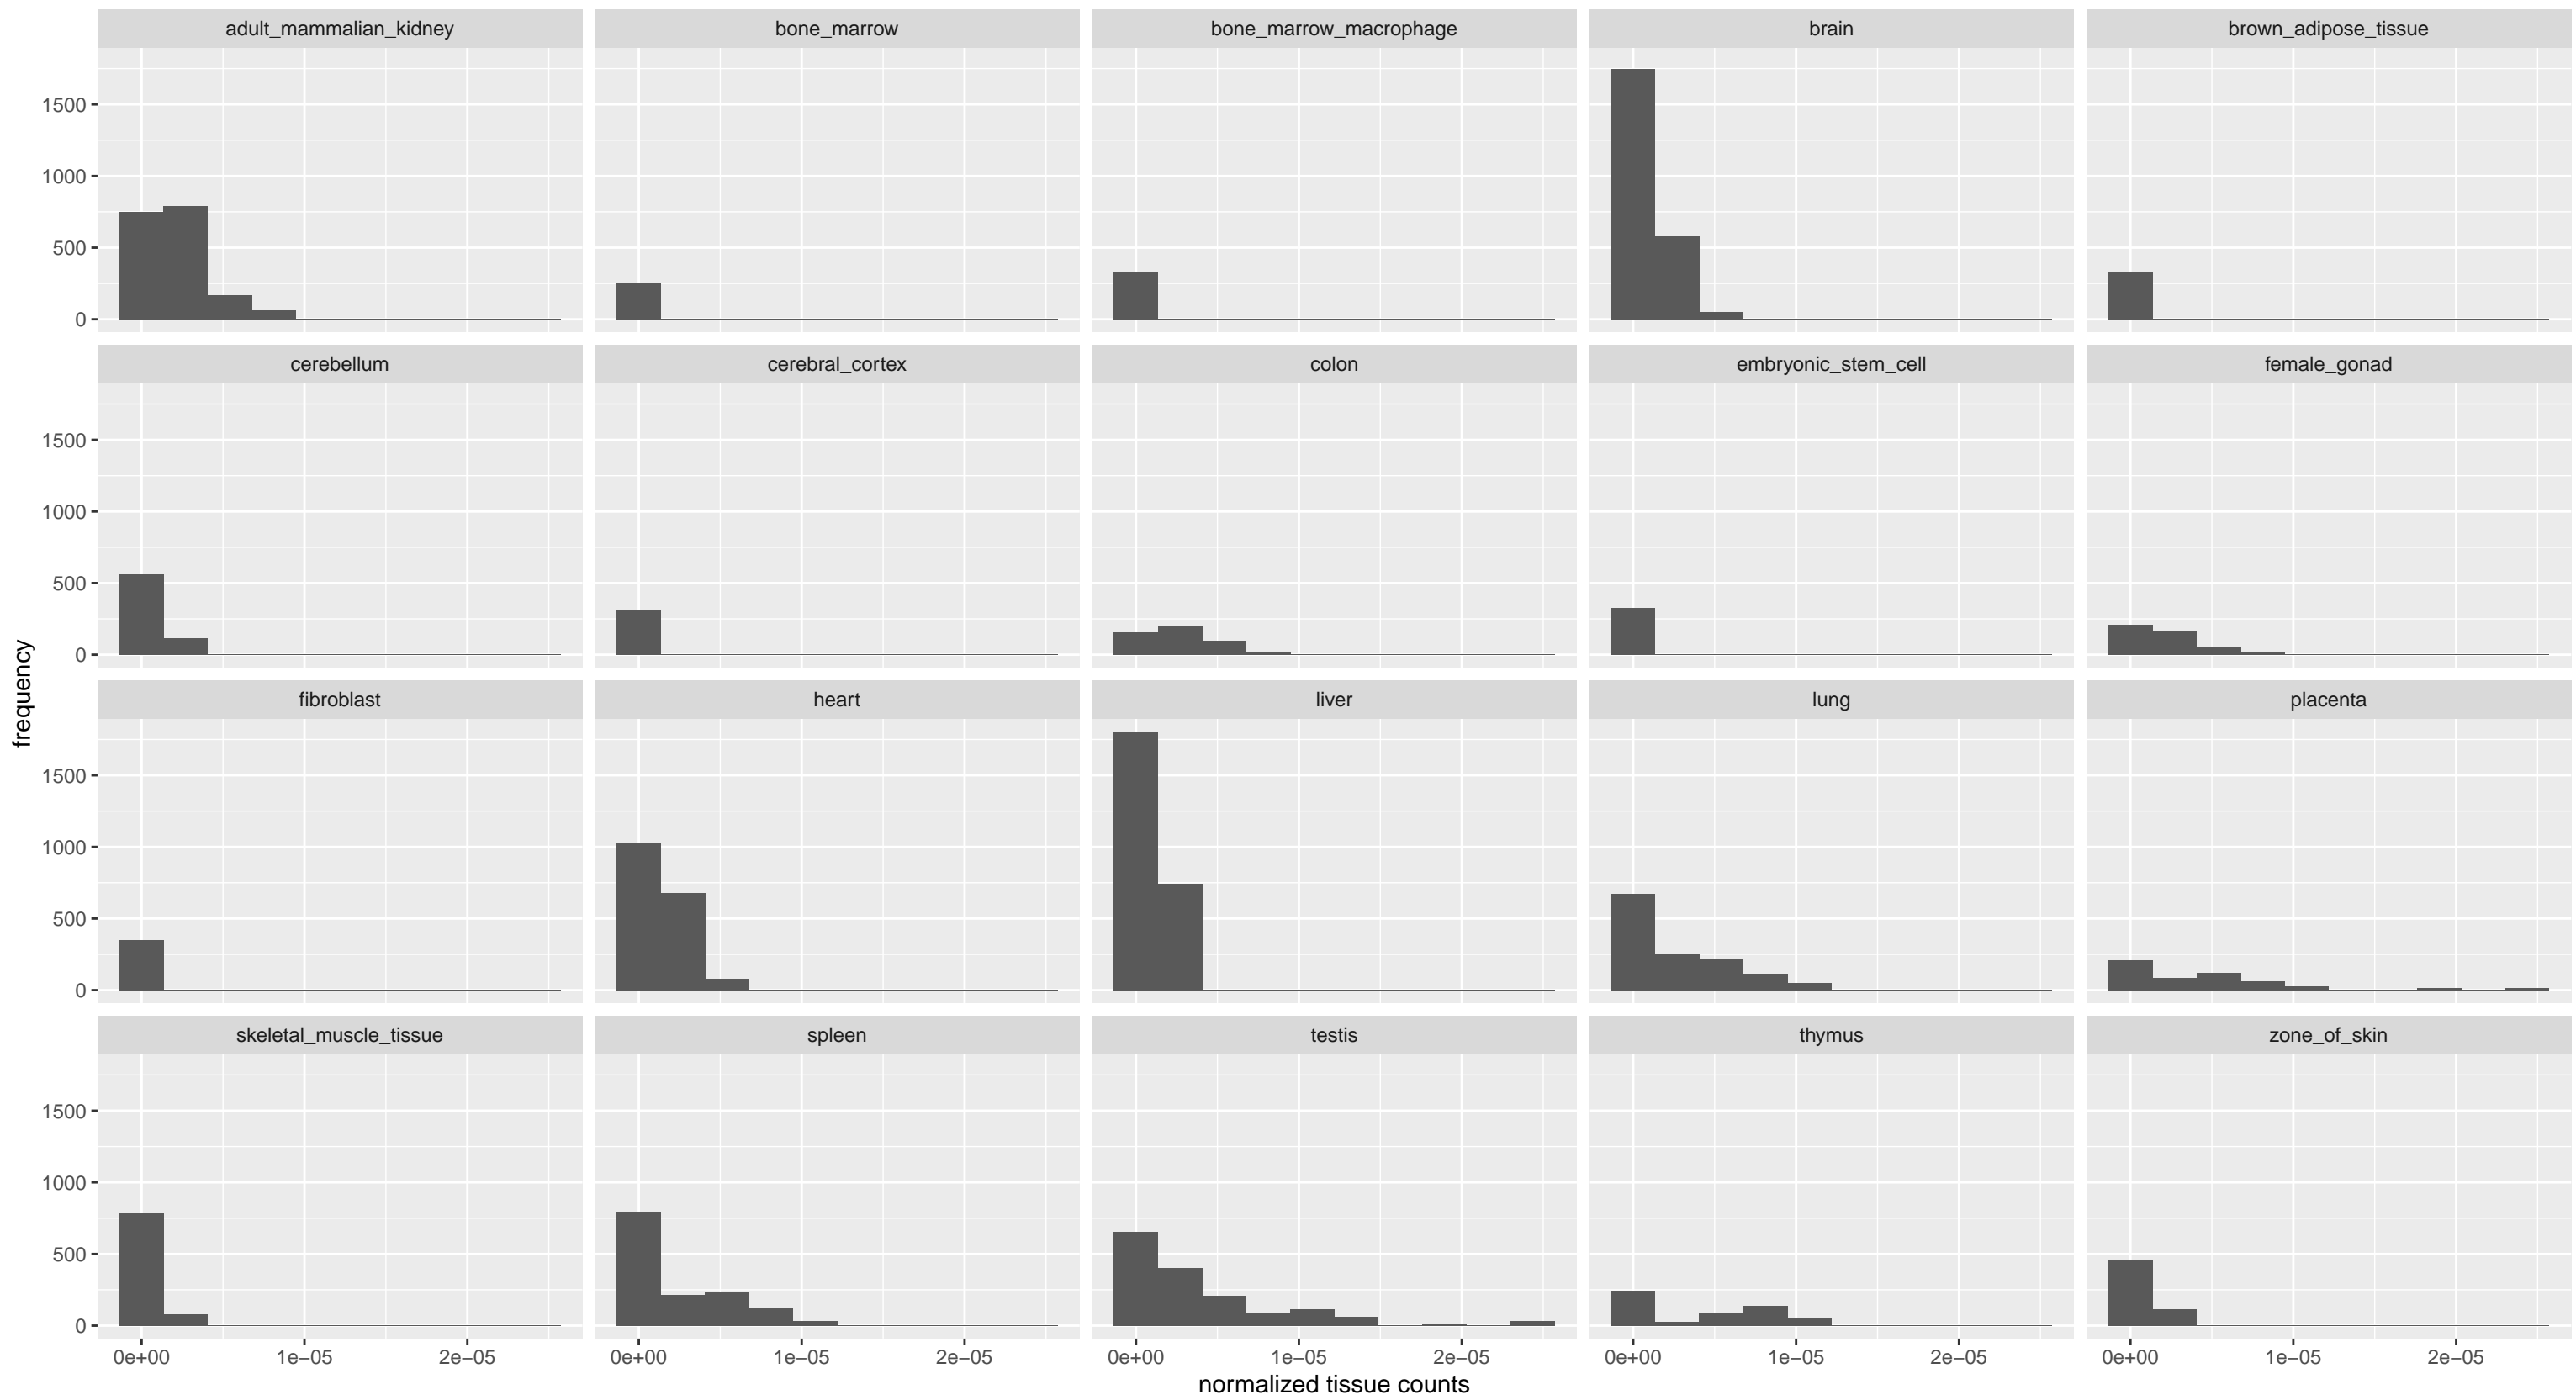 adult_mammalian_kidney bone_marrow bone_marrow_macrophage brain brown_adipose_tissue
1500
1000
500
0
cerebellum cerebral_cortex colon embryonic_stem_cell female_gonad
1500
1000
500
0
frequency
fibroblast heart liver lung placenta
1500
1000
500
0
skeletal_muscle_tissue spleen testis thymus zone_of_skin
1500
1000
500
0
0e+00 1e−05 2e−05 0e+00 1e−05 2e−05 0e+00 1e−05 2e−05 0e+00 1e−05 2e−05 0e+00 1e−05 2e−05
normalized tissue counts